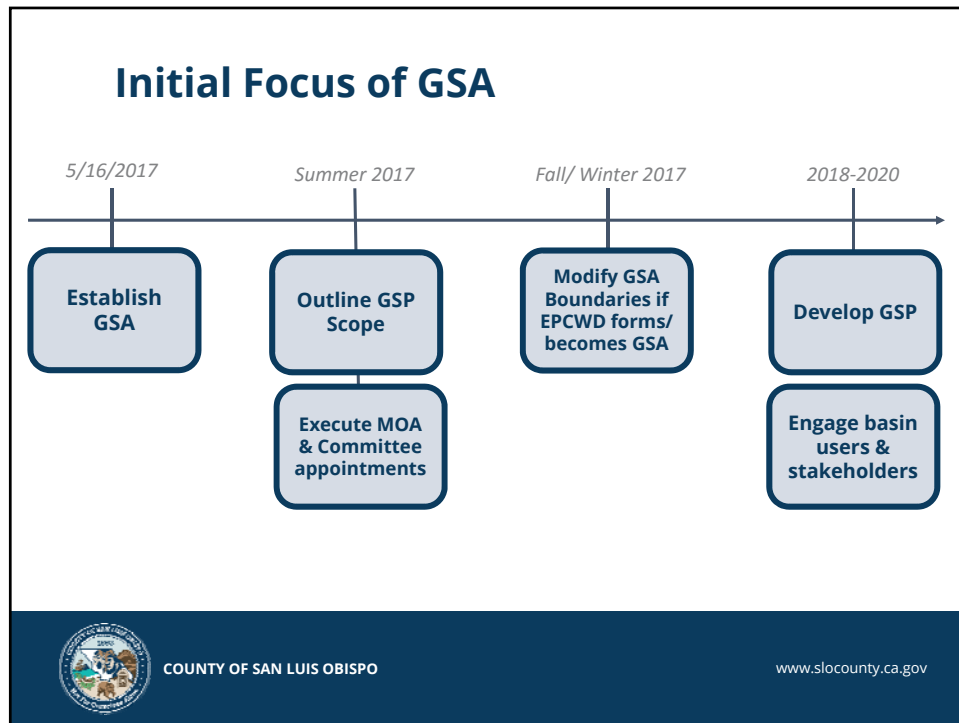 Initial Focus of GSA
5/16/2017
Summer 2017
Fall/ Winter 2017
2018-2020
Establish
GSA
Outline GSP
Scope
Modify GSA
Boundaries if
EPCWD forms/
becomes GSA
Develop GSP
Execute MOA
& Committee
appointments
Engage basin
users &
stakeholders
COUNTY OF SAN LUIS OBISPO
www.slocounty.ca.gov